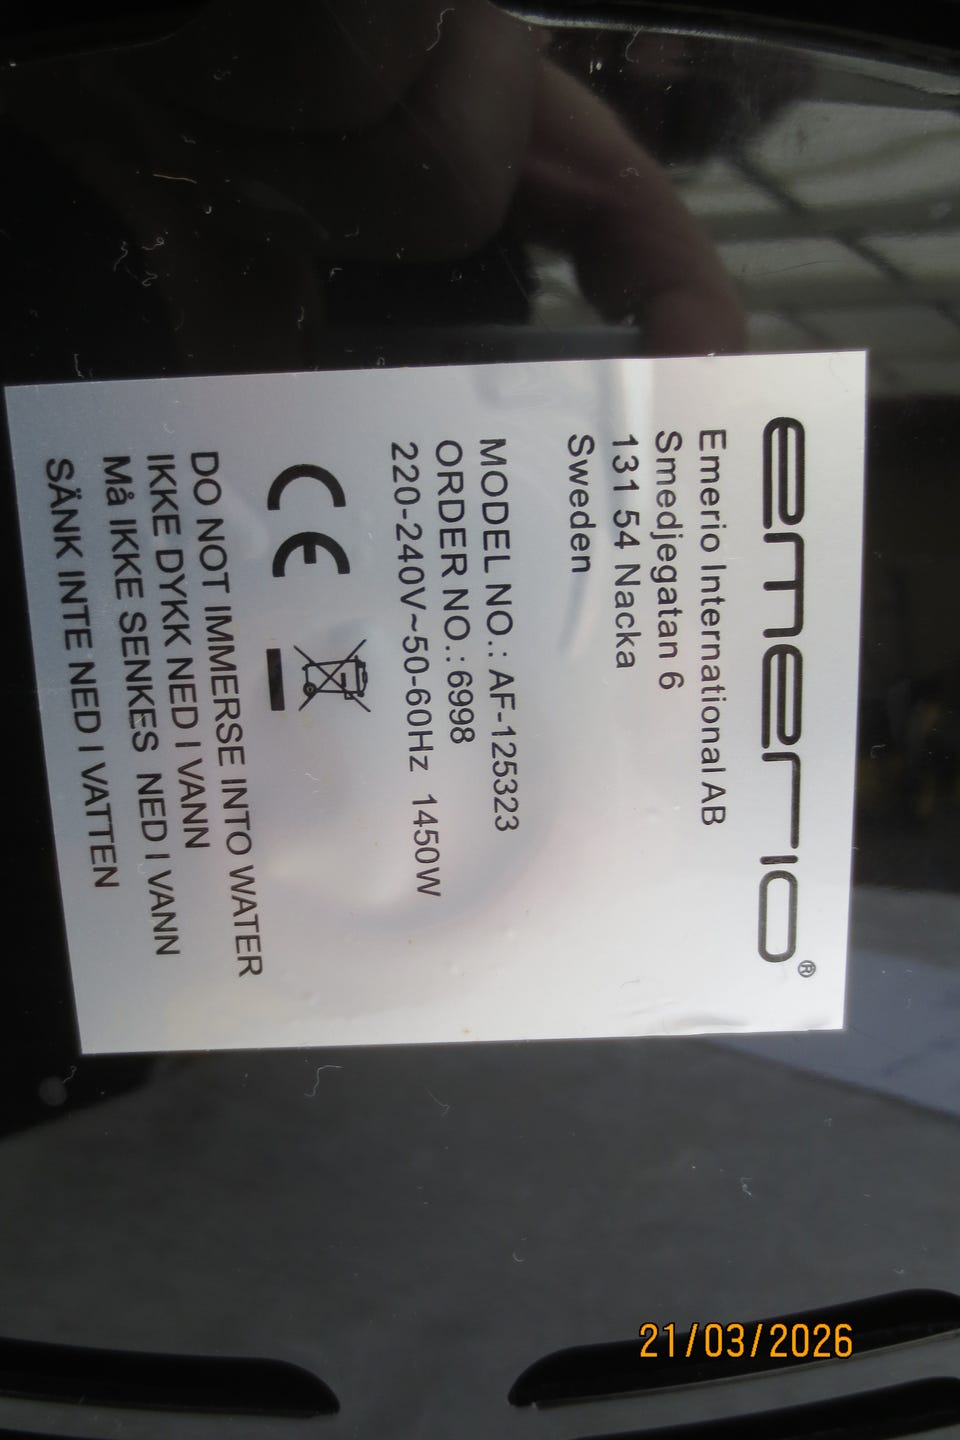 emerio®
Emerio International AB
Smedjegatan 6
131 54 Nacka
Sweden
MODEL NO.: AF-125323
ORDER NO.:6998
220-240V~50-60Hz 1450W
CE
DO NOT IMMERSE INTO WATER
IKKE DYKK NED I VANN
Må IKKE SENKES NED I VANN
SÄNK INTE NED I VATTEN
21/03/2026